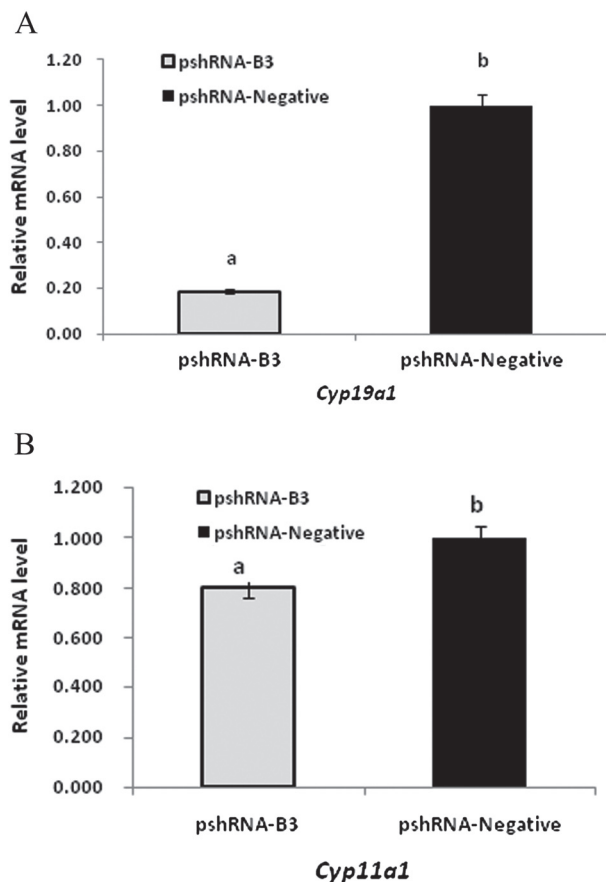 A
1.20
1.00
0.80
0.60
0.40
0.20
0.00
Relative mRNA level
pshRNA-B3
pshRNA-Negative
a
b
pshRNA-B3 pshRNA-Negative
Cyp19a1
B
1.200
1.000
0.800
0.600
0.400
0.200
0.000
Relative mRNA level
pshRNA-B3
pshRNA-Negative
a
b
pshRNA-B3 pshRNA-Negative
Cyp11a1